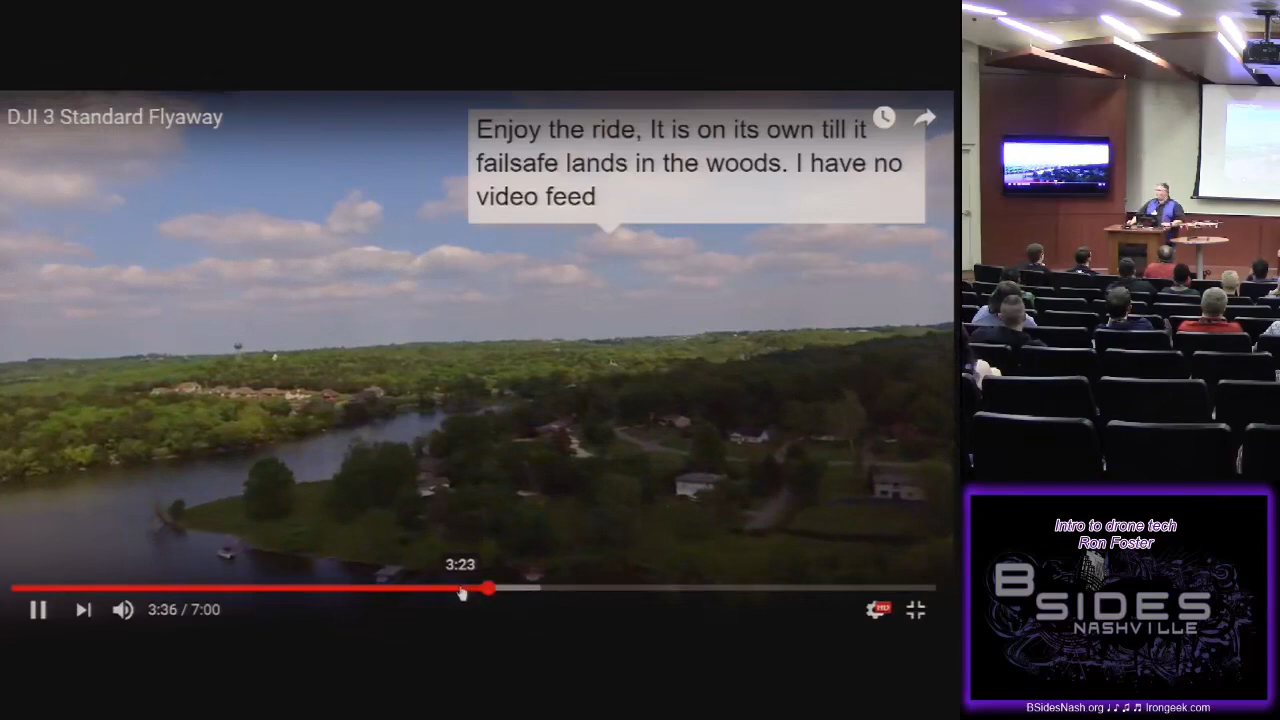 DJI 3 Standard Flyaway
Enjoy the ride, It is on its own till it
failsafe lands in the woods. I have no
video feed
3:23
3:36 / 7:00
HD
Intro to drone tech
Ron Foster
BSIDES
NASHVILLE
BSidesNash.org ♩ ♪ ♫ ♬ Irongeek.com